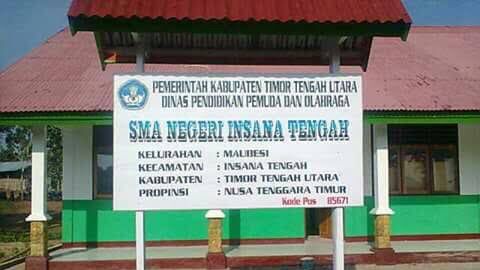 PEMERINTAH KABUPATEN TIMOR TENGAH UTARA
DINAS PENDIDIKAN PEMUDA DAN OLAHRAGA
SMA NEGERI INSANA TENGAH
KELURAHAN : MAUBESI
KECAMATAN : INSANA TENGAH
KABUPATEN : TIMOR TENGAH UTARA
PROPINSI : NUSA TENGGARA TIMUR
Kode Pos 85671